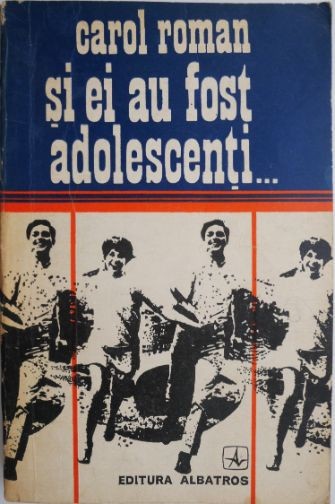 carol roman
și ei au fost
adolescenți...
EDITURA ALBATROS